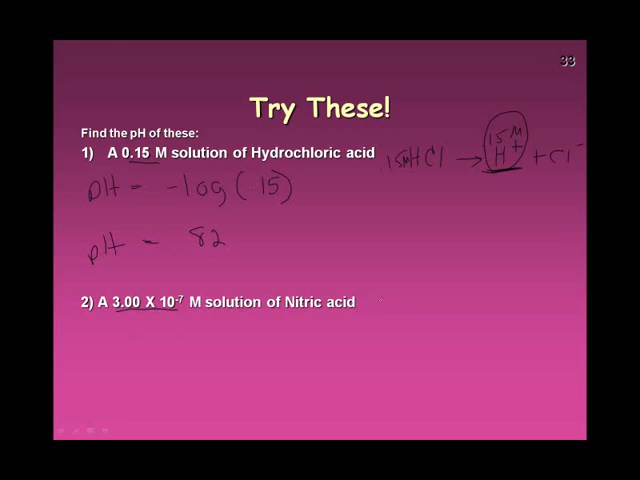 33
Try These!
Find the pH of these:
1) A 0.15 M solution of Hydrochloric acid
.15M HCl → .15 M H+ + Cl-
pH = -log(.15)
pH = .82
2) A 3.00 X 10-7 M solution of Nitric acid